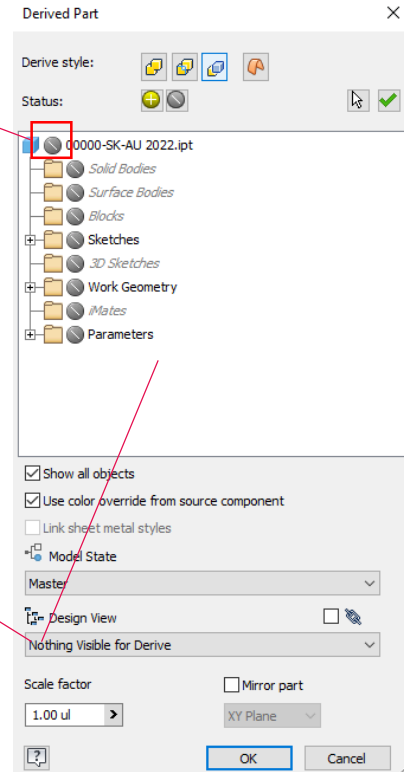 Derived Part
Derive style:
Status:
00000-SK-AU 2022.ipt
Solid Bodies
Surface Bodies
Blocks
Sketches
3D Sketches
Work Geometry
iMates
Parameters
Show all objects
Use color override from source component
Link sheet metal styles
Model State
Master
Design View
Nothing Visible for Derive
Scale factor
Mirror part
1.00 ul
XY Plane
OK
Cancel